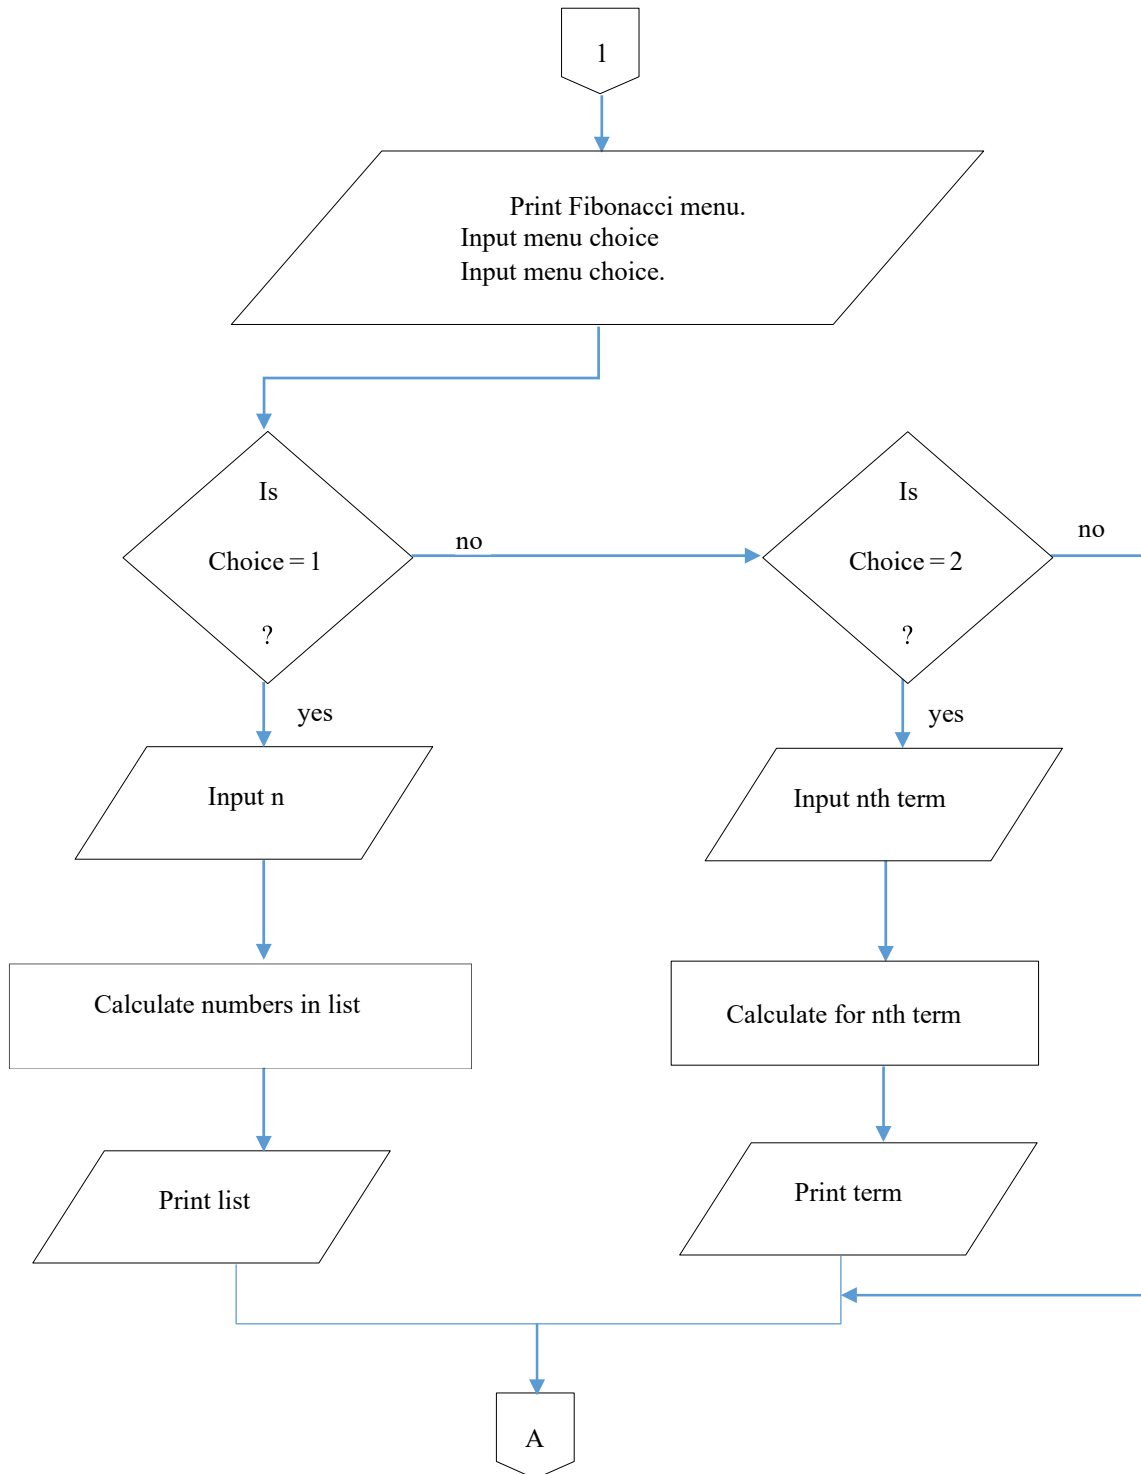 1
Print Fibonacci menu.
Input menu choice
Input menu choice.
Is
Choice = 1
?
no
Is
Choice = 2
?
no
yes
yes
Input n
Input nth term
Calculate numbers in list
Calculate for nth term
Print list
Print term
A